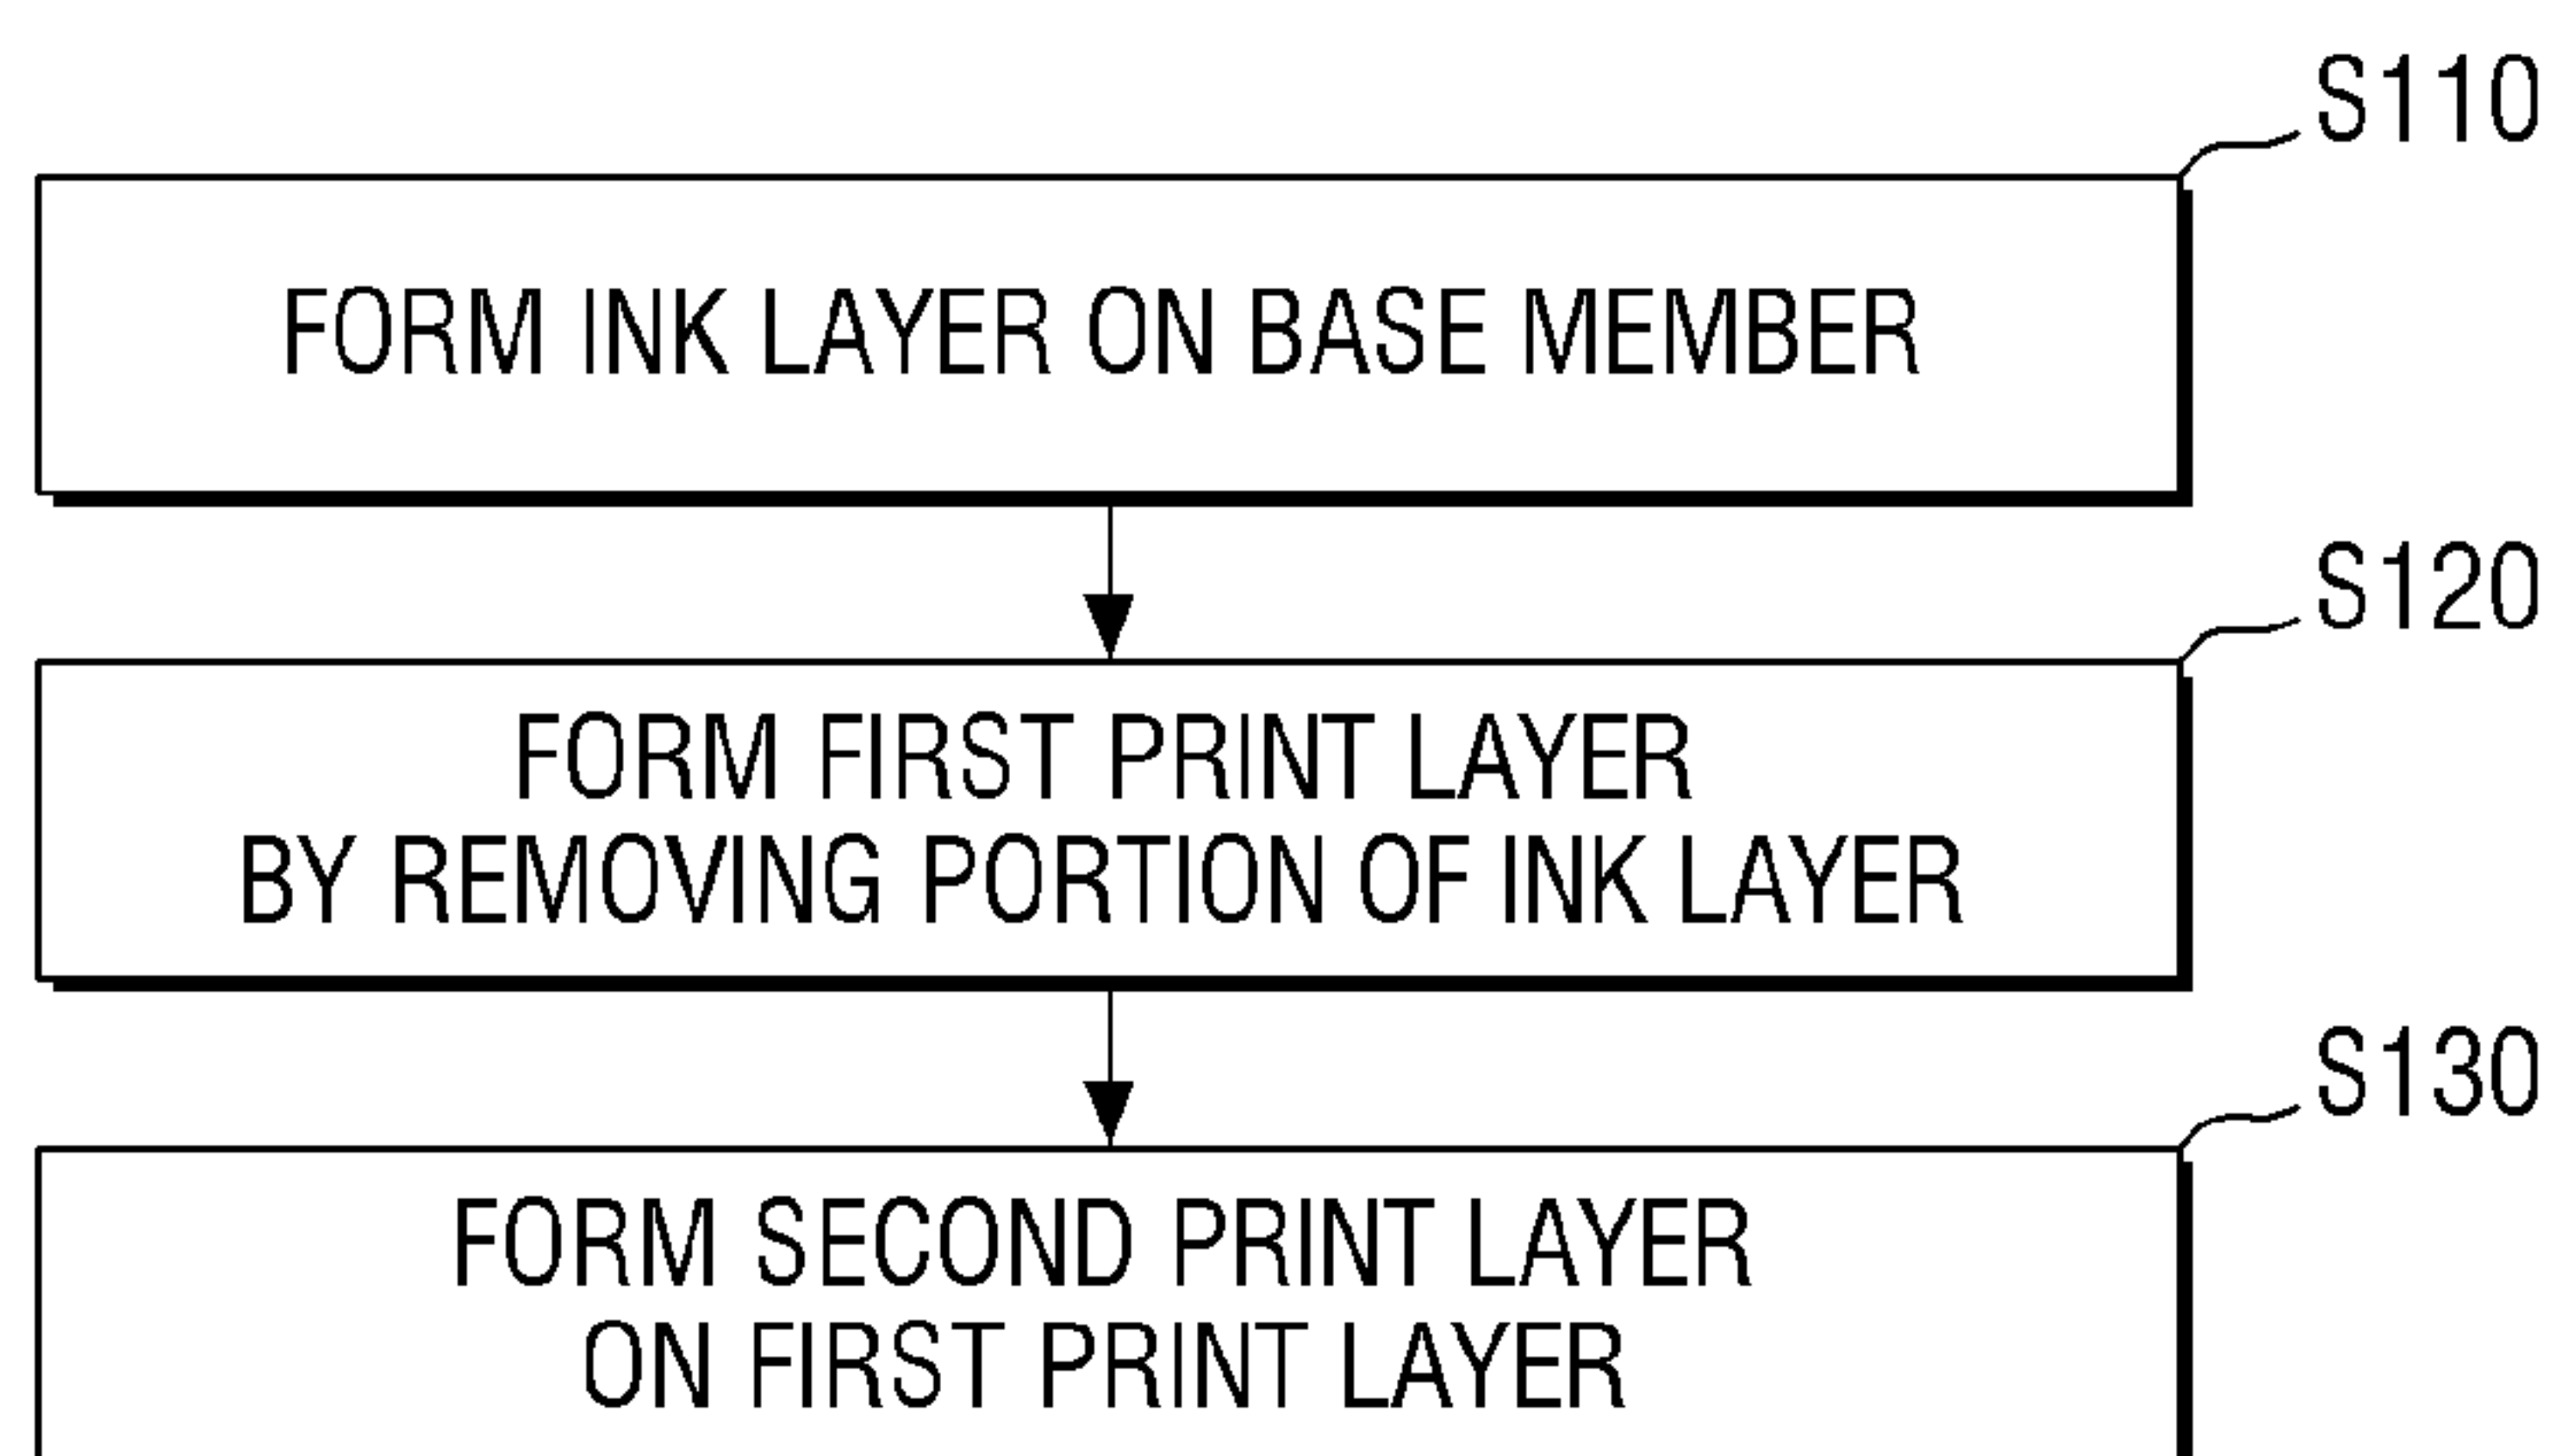 S110
FORM INK LAYER ON BASE MEMBER
S120
FORM FIRST PRINT LAYER
BY REMOVING PORTION OF INK LAYER
S130
FORM SECOND PRINT LAYER
ON FIRST PRINT LAYER